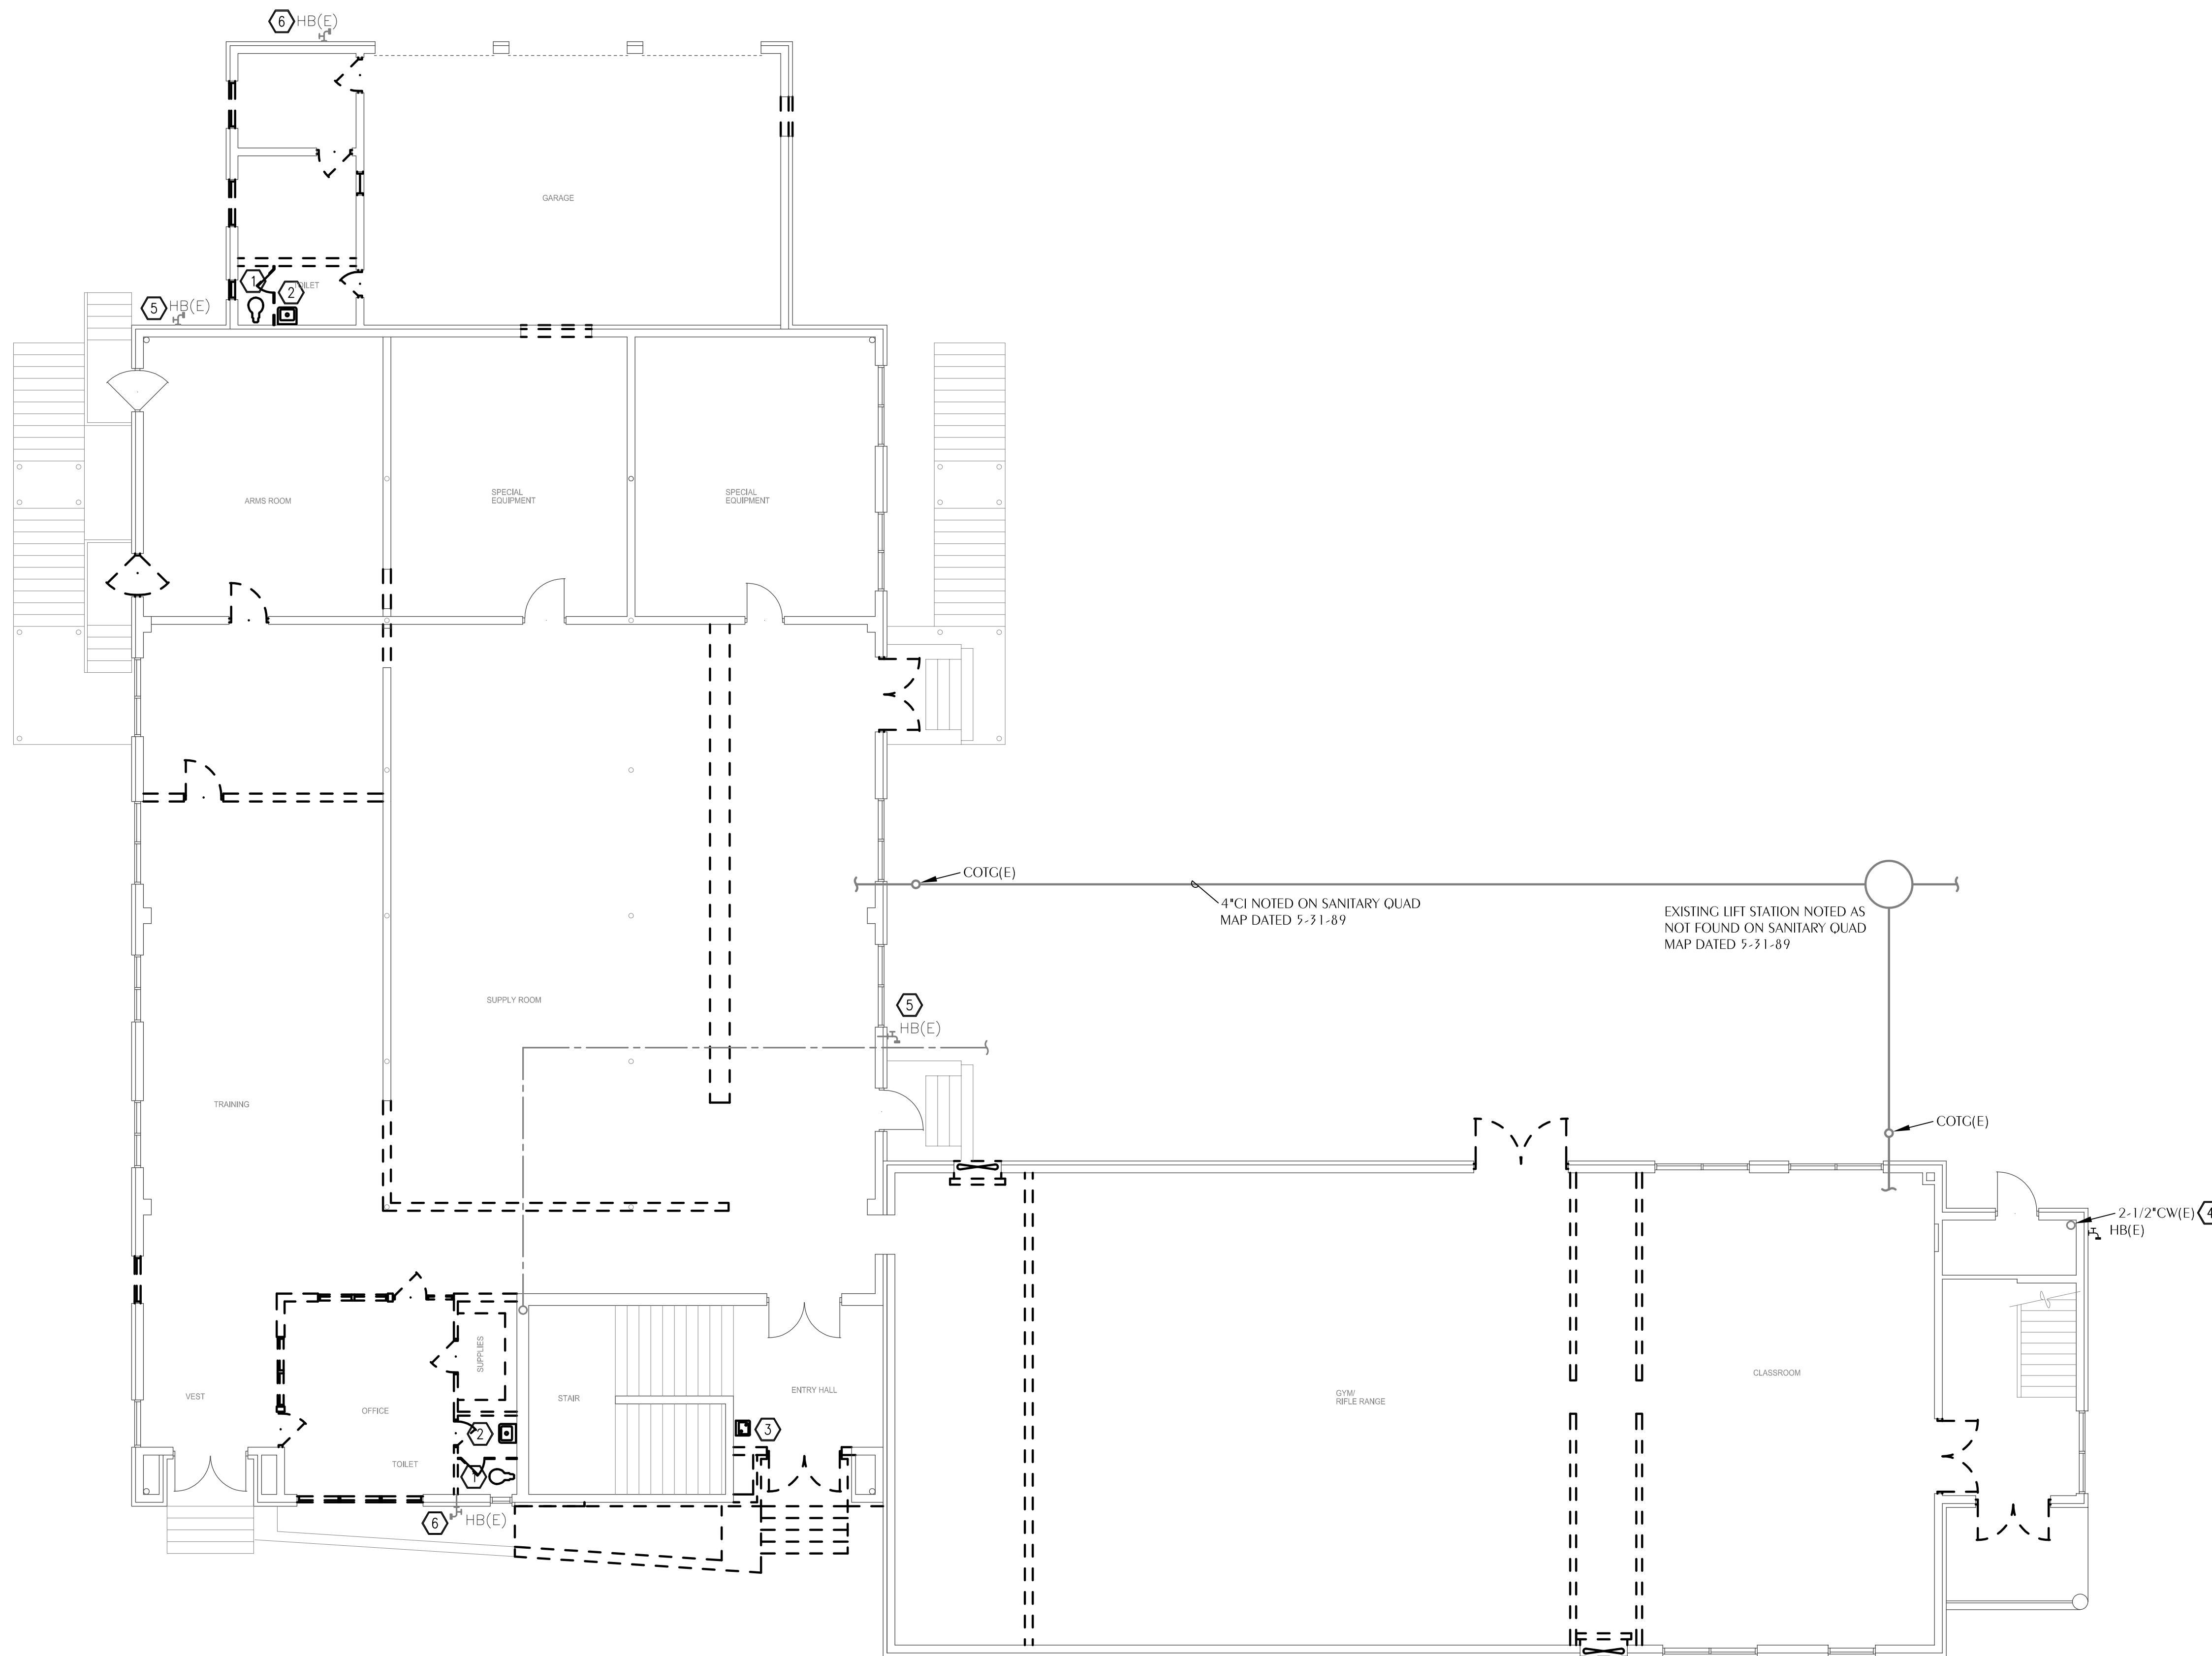 6 HB(E)
GARAGE
1
2
TOILET
5 HB(E)
ARMS ROOM
SPECIAL
EQUIPMENT
SPECIAL
EQUIPMENT
COTG(E)
4"CI NOTED ON SANITARY QUAD
MAP DATED 5-31-89
EXISTING LIFT STATION NOTED AS
NOT FOUND ON SANITARY QUAD
MAP DATED 5-31-89
SUPPLY ROOM
5
HB(E)
TRAINING
COTG(E)
2-1/2"CW(E) 4
HB(E)
SUPPLIES
VEST
OFFICE
STAIR
ENTRY HALL
GYM/
RIFLE RANGE
CLASSROOM
2
3
TOILET
1
6 HB(E)